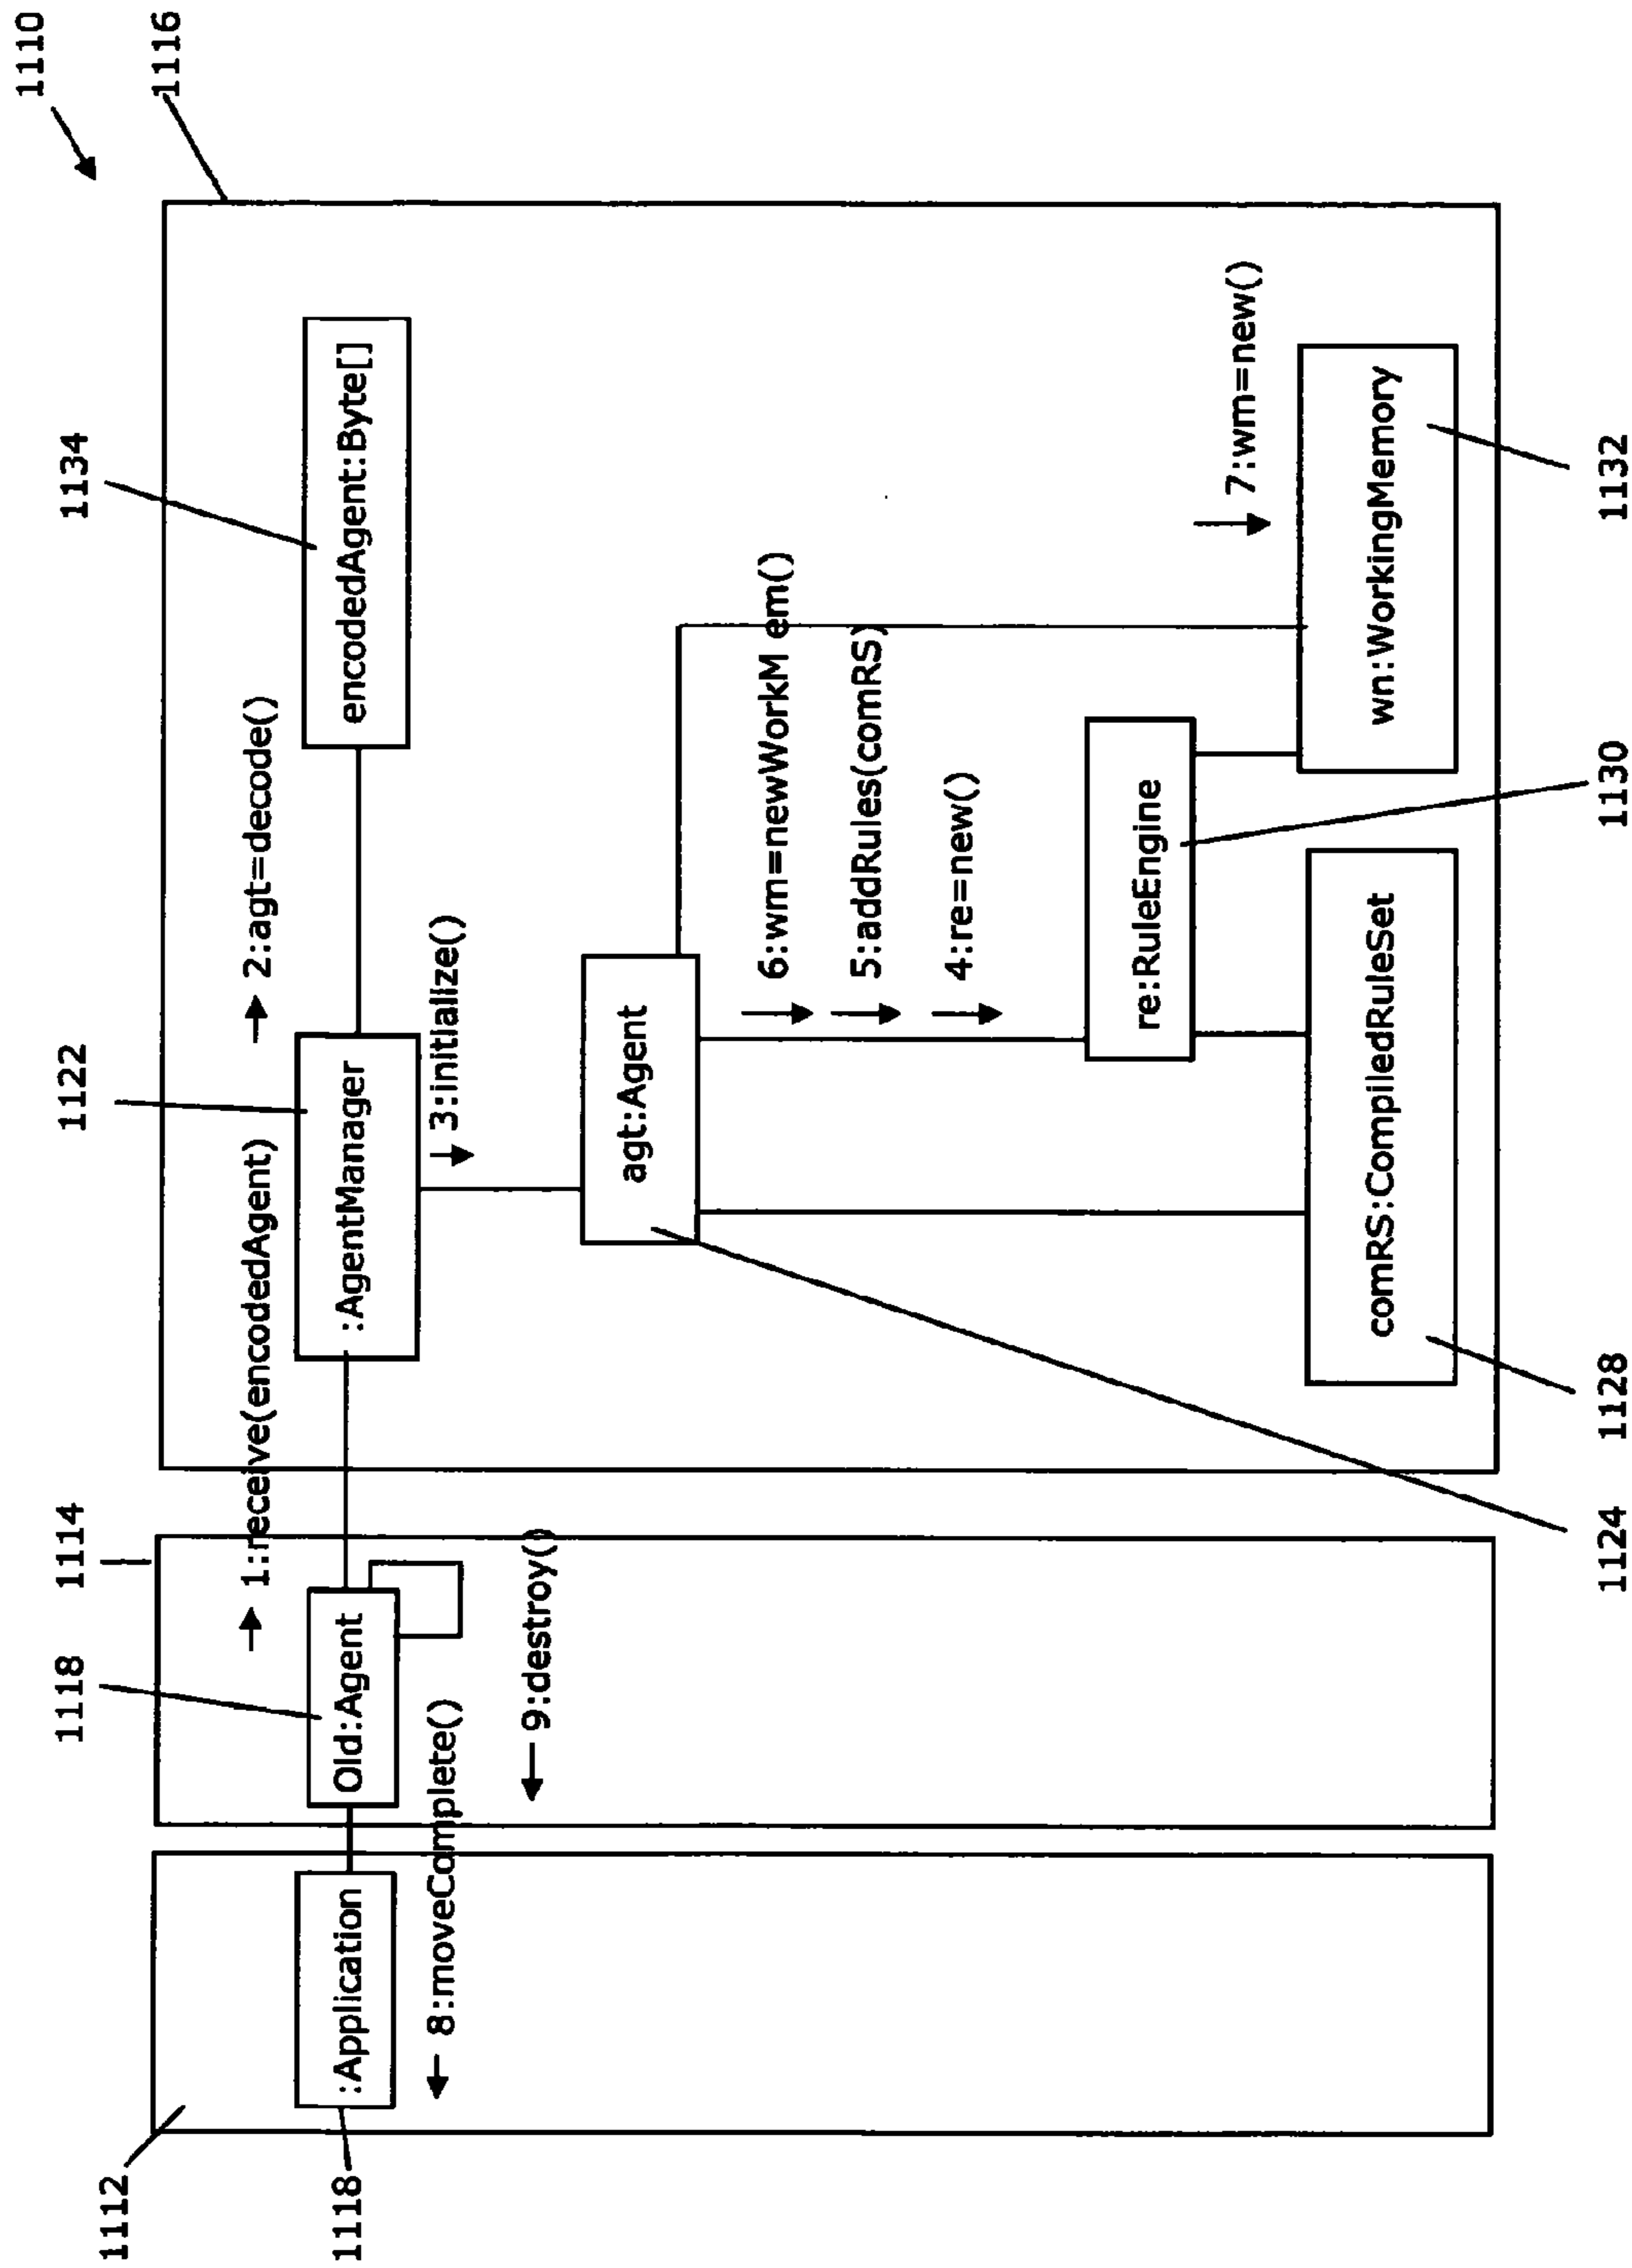 1110
1116
1134
1122
1114
1118
1112
1118
1:receive(encodedAgent)
2:agt=decode()
:Application
Old:Agent
:AgentManager
encodedAgent:Byte[]
8:moveComplete()
9:destroy()
3:initialize()
agt:Agent
6:wm=newWorkM em()
5:addRules(comRS)
4:re=new()
re:RuleEngine
7:wm=new()
comRS:CompiledRuleSet
wn:WorkingMemory
1124
1128
1130
1132